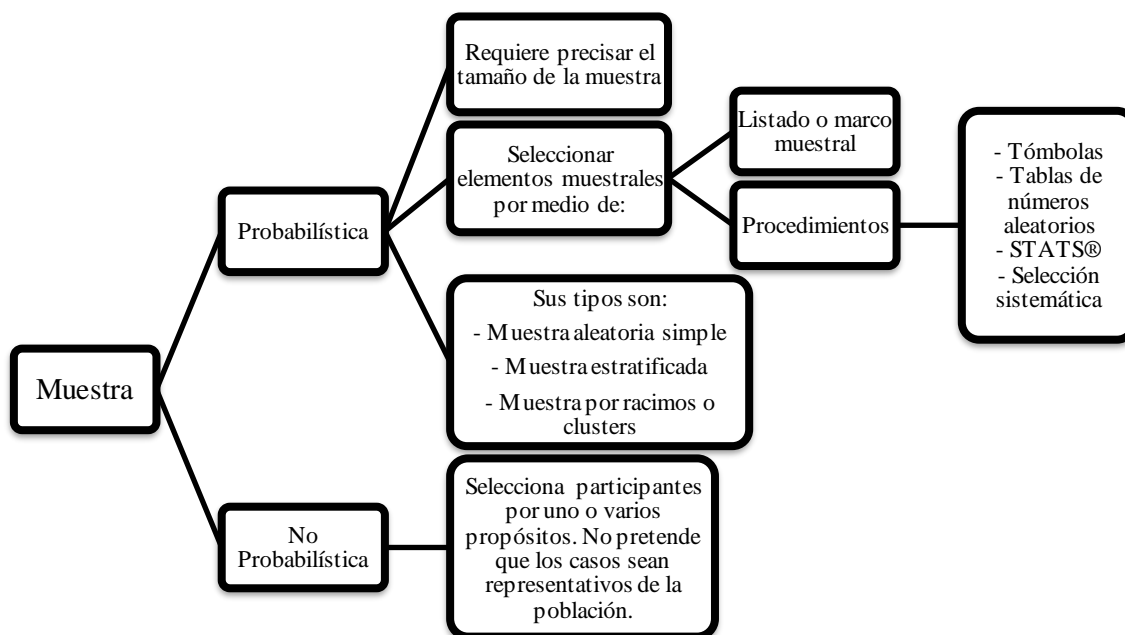 Muestra
Probabilística
Requiere precisar el
tamaño de la muestra
Seleccionar
elementos muestrales
por medio de:
Listado o marco
muestral
Procedimientos
- Tómbolas
- Tablas de
números
aleatorios
- STATS®
- Selección
sistemática
Sus tipos son:
- Muestra aleatoria simple
- Muestra estratificada
- Muestra por racimos o
clusters
No
Probabilística
Selecciona participantes
por uno o varios
propósitos. No pretende
que los casos sean
representativos de la
población.